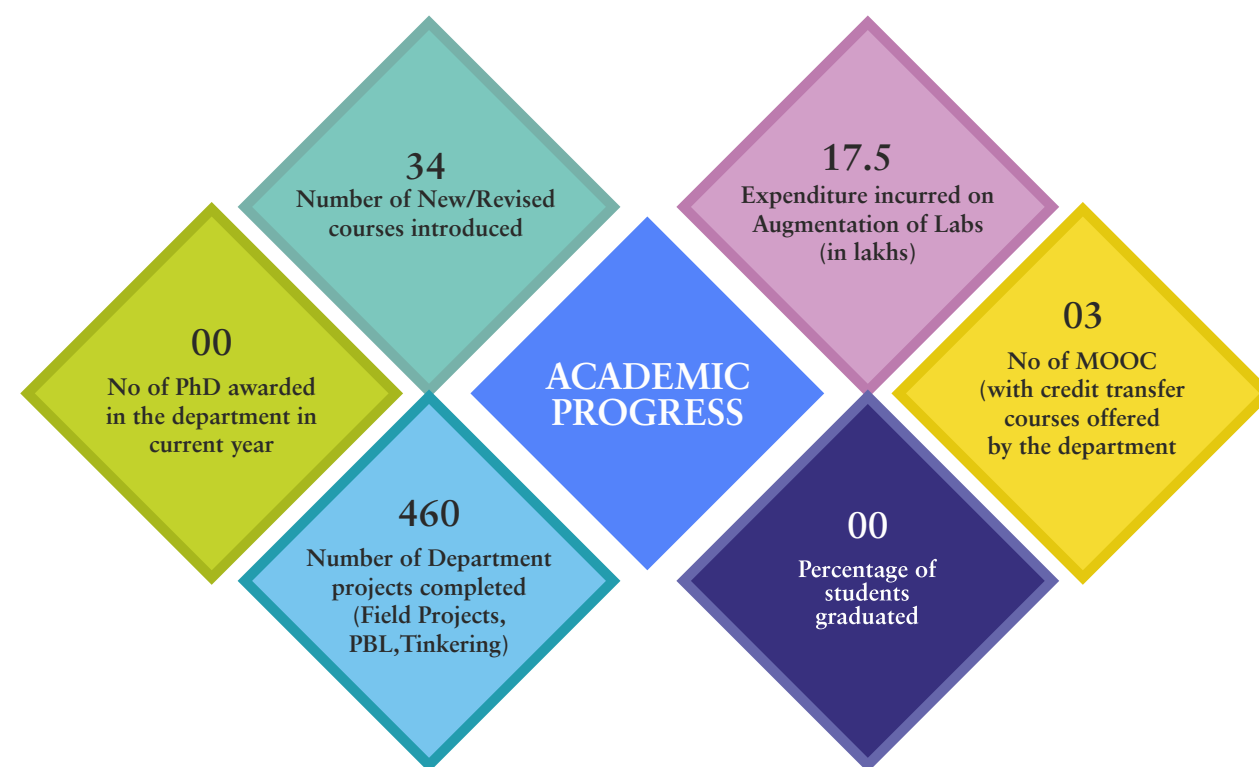 34
Number of New/Revised
courses introduced
17.5
Expenditure incurred on
Augmentation of Labs
(in lakhs)
00
No of PhD awarded
in the department in
current year
ACADEMIC
PROGRESS
03
No of MOOC
(with credit transfer
courses offered
by the department
460
Number of Department
projects completed
(Field Projects,
PBL,Tinkering)
00
Percentage of
students
graduated